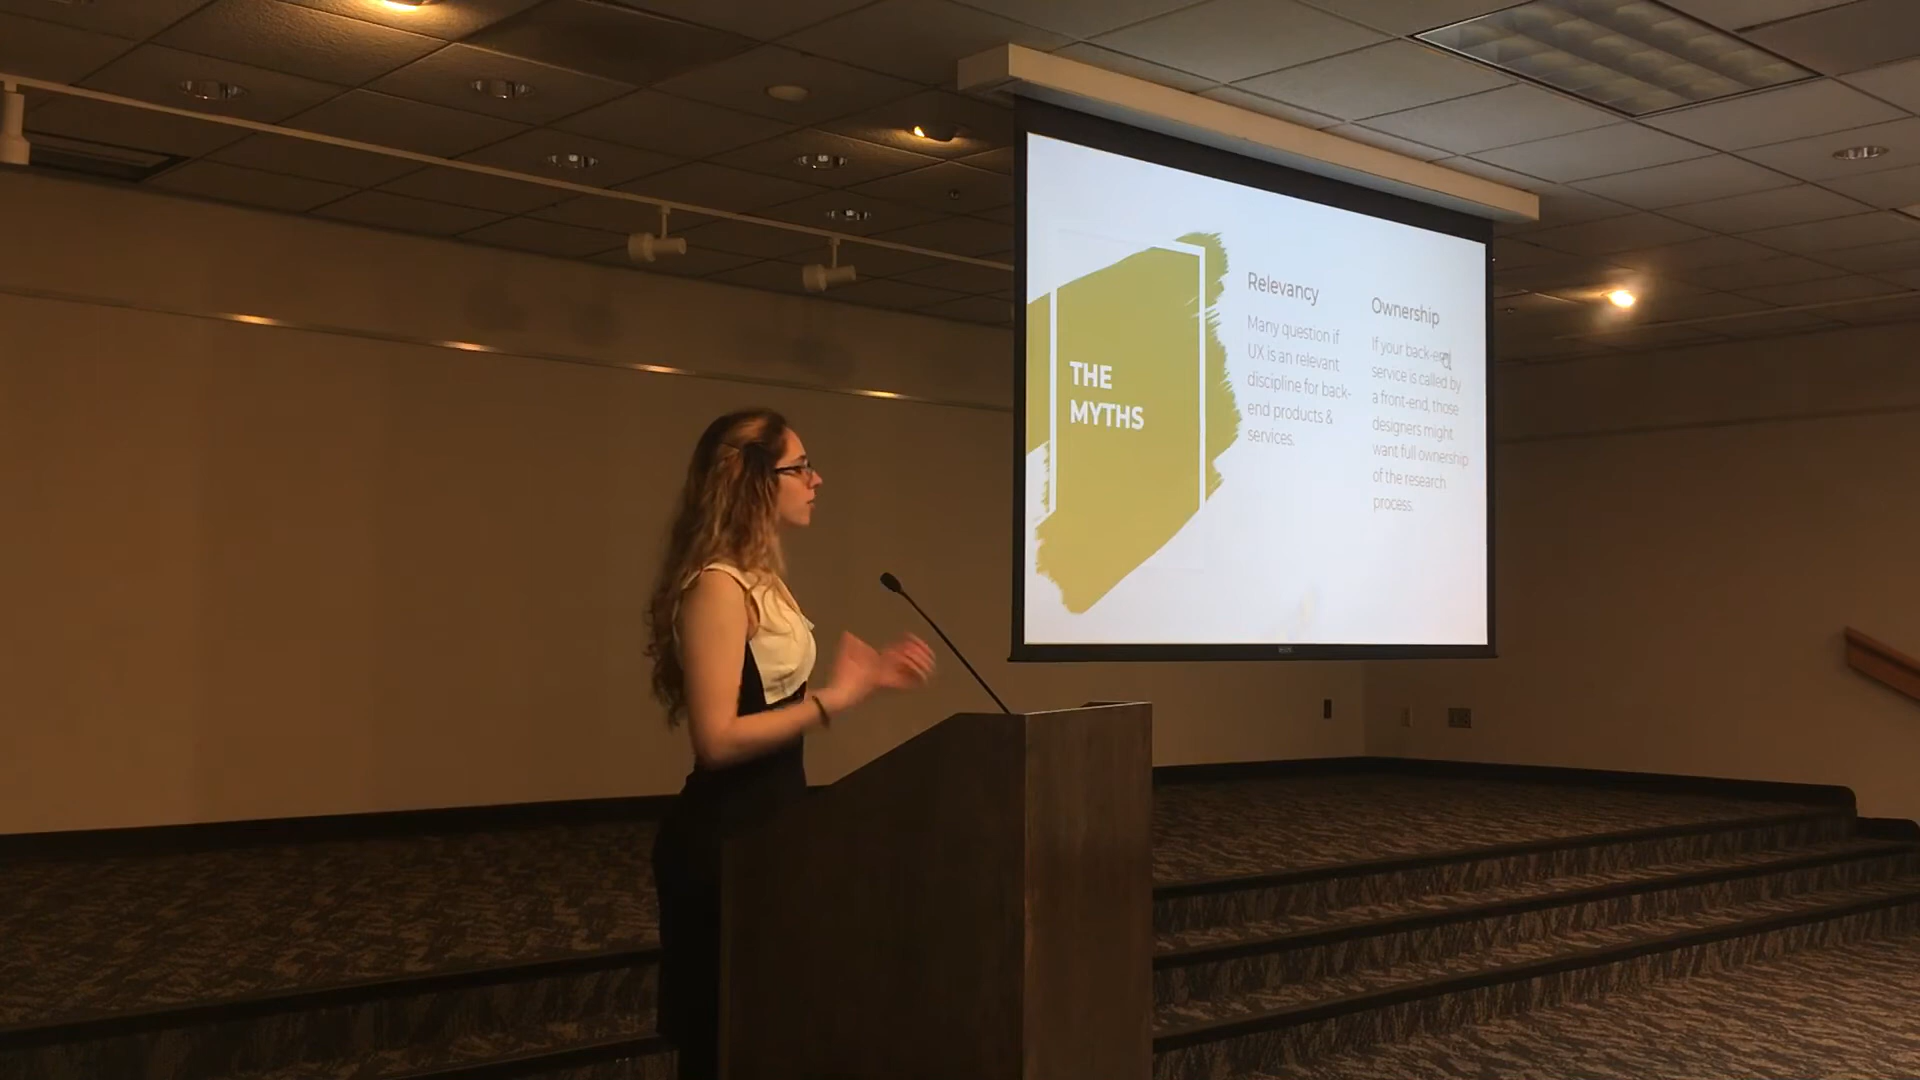 THE
MYTHS
Relevancy
Many question if
UX is an relevant
discipline for back-
end products &
services.
Ownership
If your back-end
service is called by
a front-end, those
designers might
want full ownership
of the research
process.